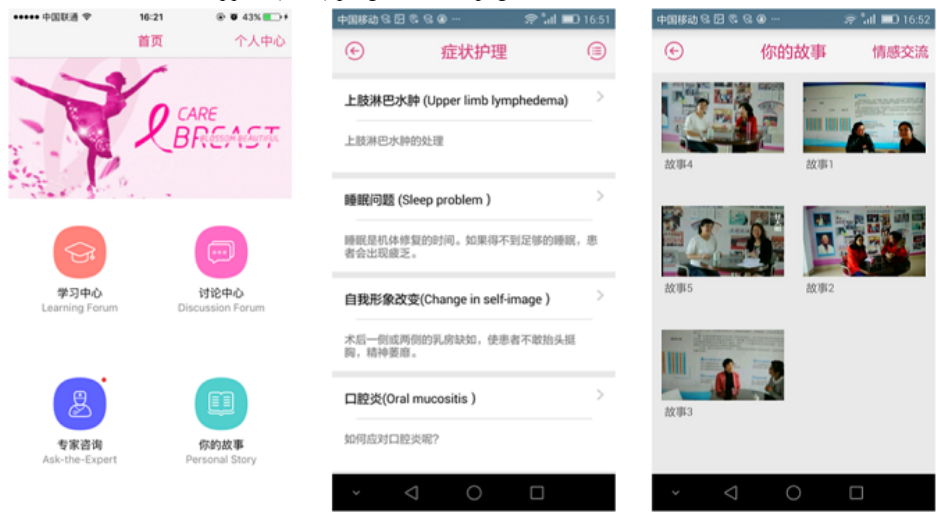 中国联通
16:21
43%
首页
个人中心
CARE
BREAST
BLOSSOM BEAUTIFUL
学习中心
Learning Forum
讨论中心
Discussion Forum
专家咨询
Ask-the-Expert
你的故事
Personal Story
中国移动
16:51
症状护理
上肢淋巴水肿 (Upper limb lymphedema)
上肢淋巴水肿的处理
睡眠问题 (Sleep problem )
睡眠是机体修复的时间。如果得不到足够的睡眠，患
者会出现疲乏。
自我形象改变(Change in self-image )
术后一侧或两侧的乳房缺如，使患者不敢抬头挺
胸，精神萎靡。
口腔炎(Oral mucositis )
如何应对口腔炎呢?
中国移动
16:52
你的故事
情感交流
故事4
故事1
故事5
故事2
故事3